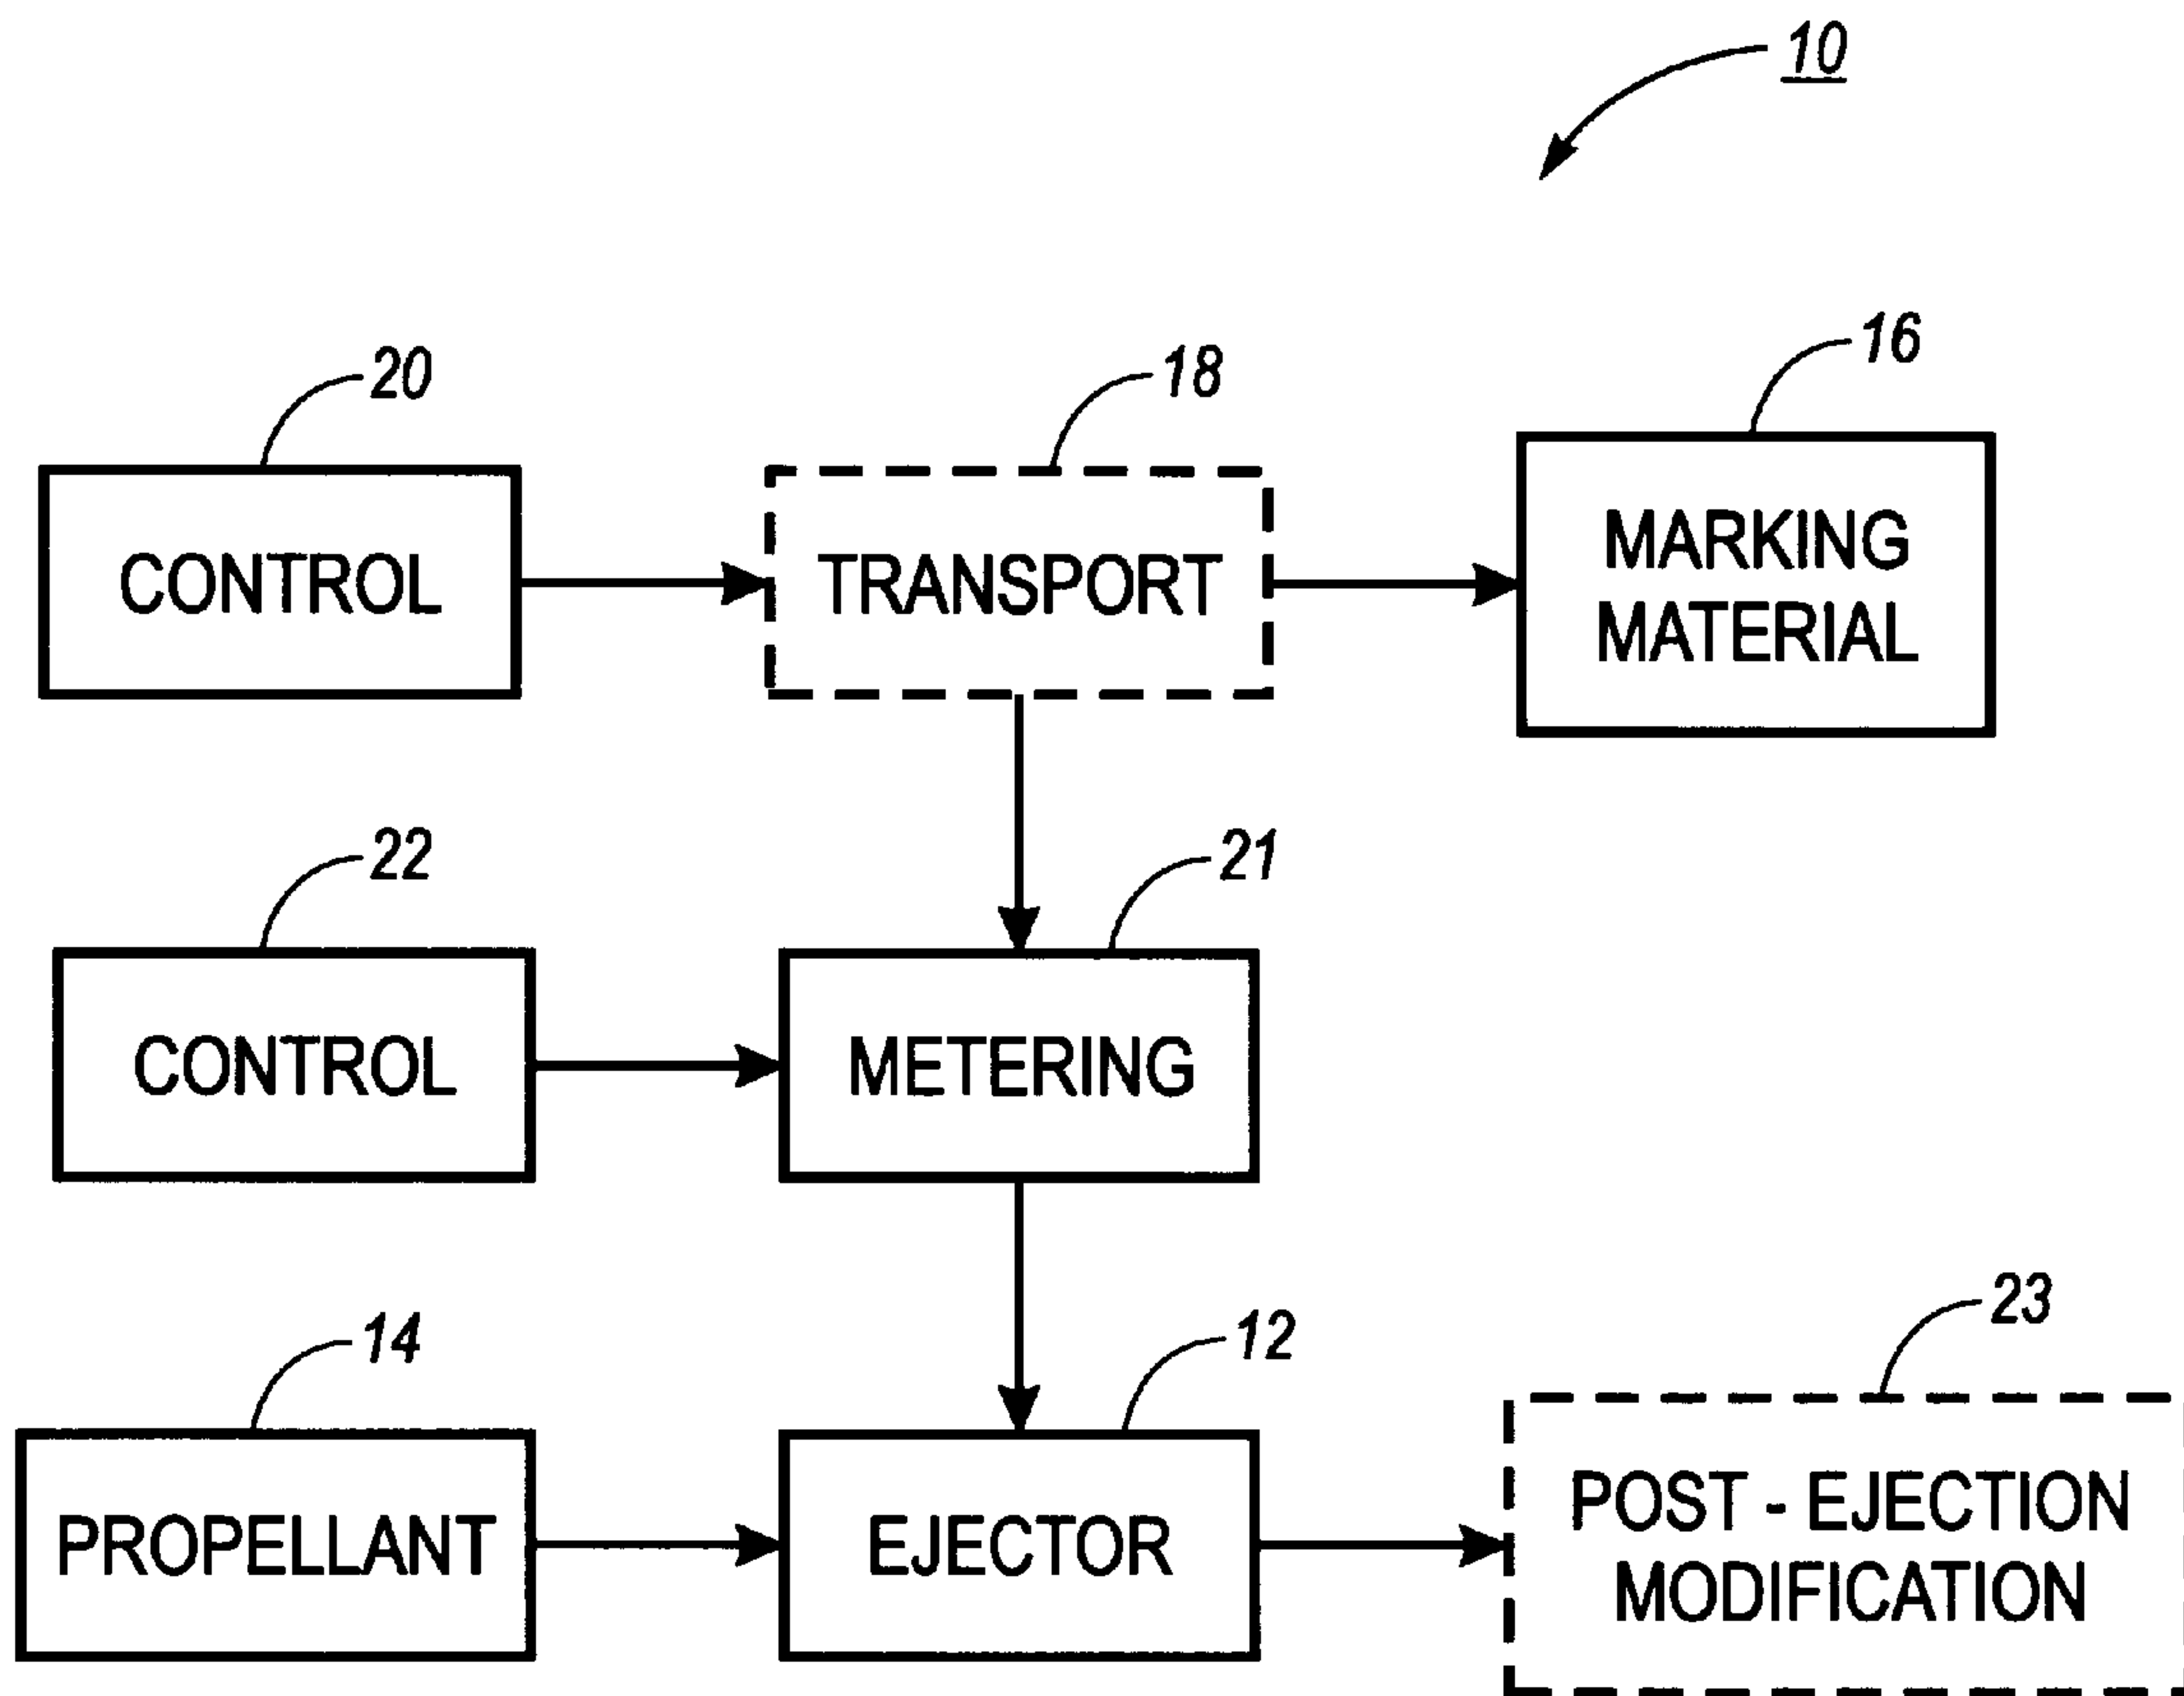 10
20
18
16
CONTROL
TRANSPORT
MARKING
MATERIAL
22
21
CONTROL
METERING
14
12
23
PROPELLANT
EJECTOR
POST - EJECTION
MODIFICATION